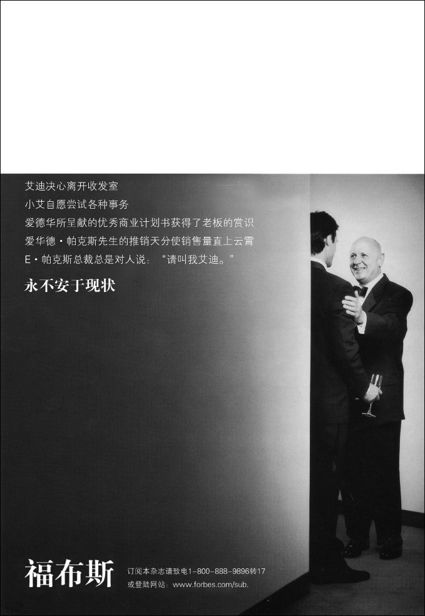 艾迪决心离开收发室
小艾自愿尝试各种事务
爱德华所呈献的优秀商业计划书获得了老板的赏识
爱华德·帕克斯先生的推销天分使销售量直上云霄
E·帕克斯总裁总是对人说：“请叫我艾迪。”
永不安于现状
福布斯
订阅本杂志请致电1-800-888-9896转17
或登陆网站：www.forbes.com/sub.